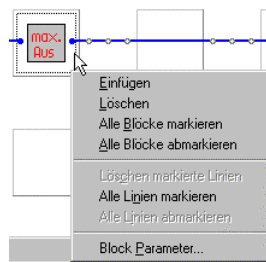 max.
Aus
Einfügen
Löschen
Alle Blöcke markieren
Alle Blöcke abmarkieren
Löschen markierte Linien
Alle Linien markieren
Alle Linien abmarkieren
Block Parameter...